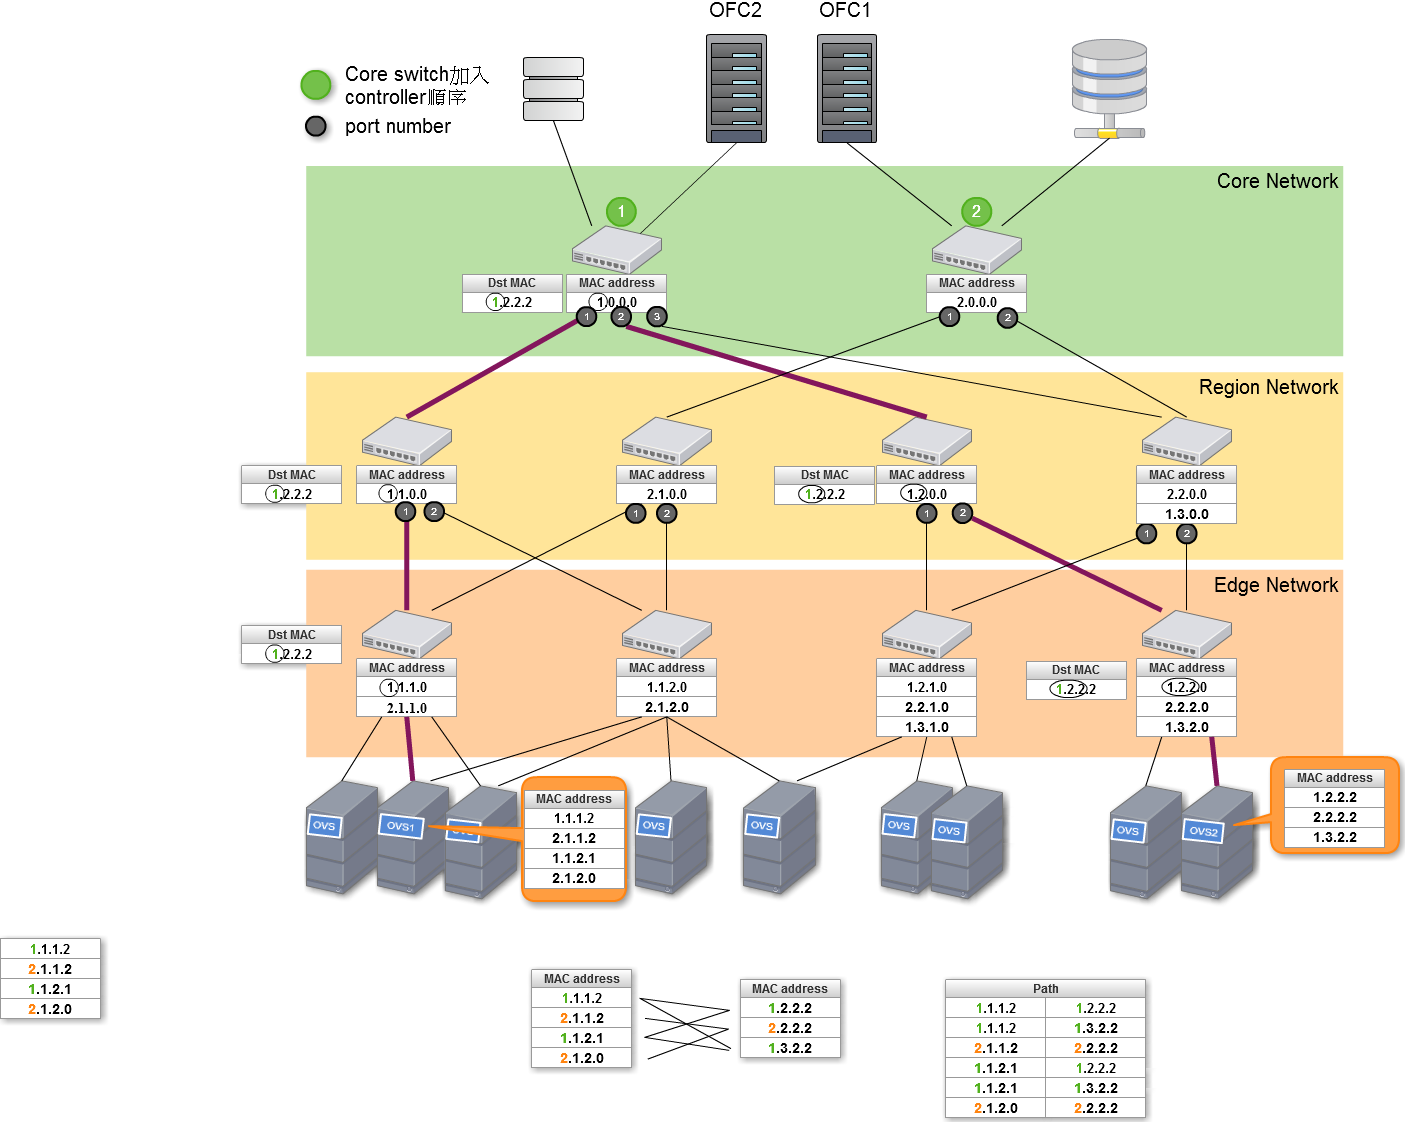 OFC2
OFC1
Core switch加入
controller順序
port number
Core Network
1
2
Dst MAC
1.2.2.2
MAC address
1.0.0.0
MAC address
2.0.0.0
1
2
3
1
2
Region Network
Dst MAC
1.2.2.2
MAC address
1.1.0.0
MAC address
2.1.0.0
Dst MAC
1.2.2.2
MAC address
1.2.0.0
MAC address
2.2.0.0
1.3.0.0
1
2
1
2
1
2
1
2
Edge Network
Dst MAC
1.2.2.2
MAC address
1.1.1.0
2.1.1.0
MAC address
1.1.2.0
2.1.2.0
MAC address
1.2.1.0
2.2.1.0
1.3.1.0
Dst MAC
1.2.2.2
MAC address
1.2.2.0
2.2.2.0
1.3.2.0
OVS
OVS1
MAC address
1.1.1.2
2.1.1.2
1.1.2.1
2.1.2.0
OVS
OVS
OVS
OVS
OVS
OVS2
MAC address
1.2.2.2
2.2.2.2
1.3.2.2
1.1.1.2
2.1.1.2
1.1.2.1
2.1.2.0
MAC address
1.1.1.2
2.1.1.2
1.1.2.1
2.1.2.0
MAC address
1.2.2.2
2.2.2.2
1.3.2.2
Path
1.1.1.2 1.2.2.2
1.1.1.2 1.3.2.2
2.1.1.2 2.2.2.2
1.1.2.1 1.2.2.2
1.1.2.1 1.3.2.2
2.1.2.0 2.2.2.2